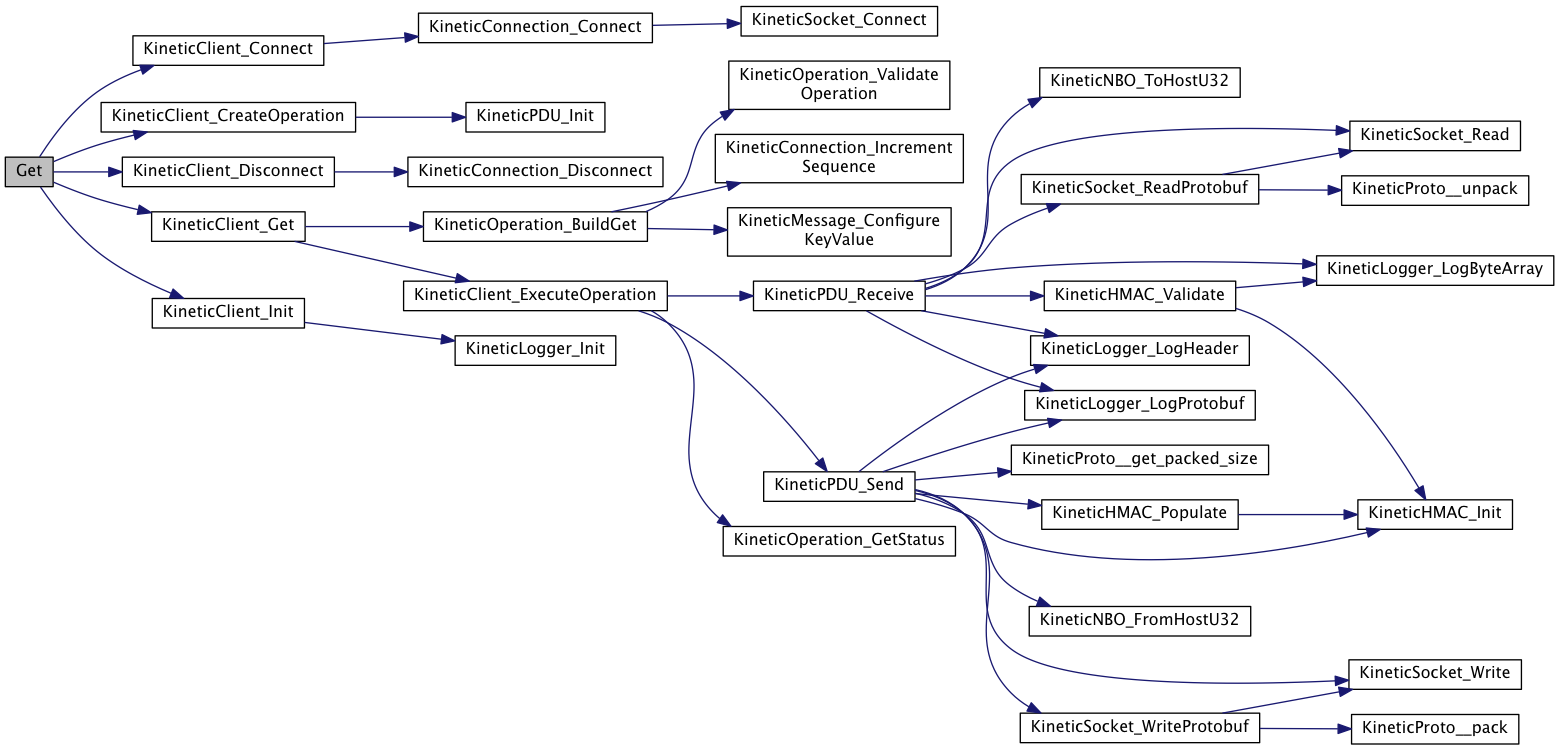 Get
KineticClient_Connect
KineticClient_CreateOperation
KineticClient_Disconnect
KineticClient_Get
KineticClient_Init
KineticConnection_Connect
KineticPDU_Init
KineticConnection_Disconnect
KineticOperation_BuildGet
KineticClient_ExecuteOperation
KineticLogger_Init
KineticSocket_Connect
KineticOperation_Validate
Operation
KineticConnection_Increment
Sequence
KineticMessage_Configure
KeyValue
KineticPDU_Receive
KineticPDU_Send
KineticOperation_GetStatus
KineticNBO_ToHostU32
KineticSocket_ReadProtobuf
KineticHMAC_Validate
KineticLogger_LogHeader
KineticLogger_LogProtobuf
KineticProto__get_packed_size
KineticHMAC_Populate
KineticNBO_FromHostU32
KineticSocket_WriteProtobuf
KineticSocket_Read
KineticProto__unpack
KineticLogger_LogByteArray
KineticHMAC_Init
KineticSocket_Write
KineticProto__pack